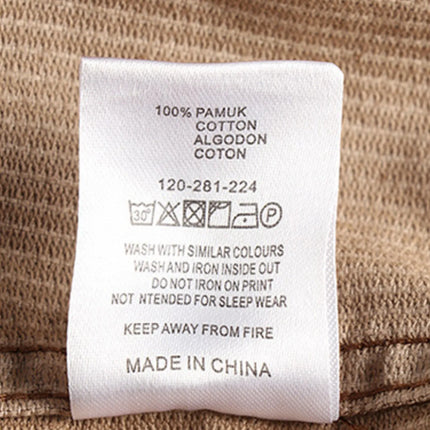 100% PAMUK
COTTON
ALGODON
COTON
120-281-224
30° P
WASH WITH SIMILAR COLOURS
WASH AND IRON INSIDE OUT
DO NOT IRON ON PRINT
NOT NTENDED FOR SLEEP WEAR
KEEP AWAY FROM FIRE
MADE IN CHINA